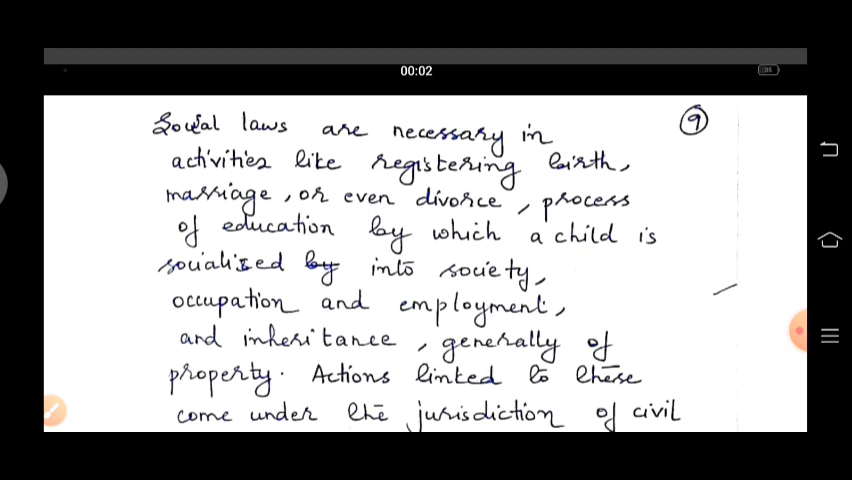 00:02
86
Social laws are necessary in
9
activities like registering birth,
marriage, or even divorce, process
of education by which a child is
socialized by into society,
occupation and employment,
and inheritance, generally of
property. Actions linked to these
come under the jurisdiction of civil